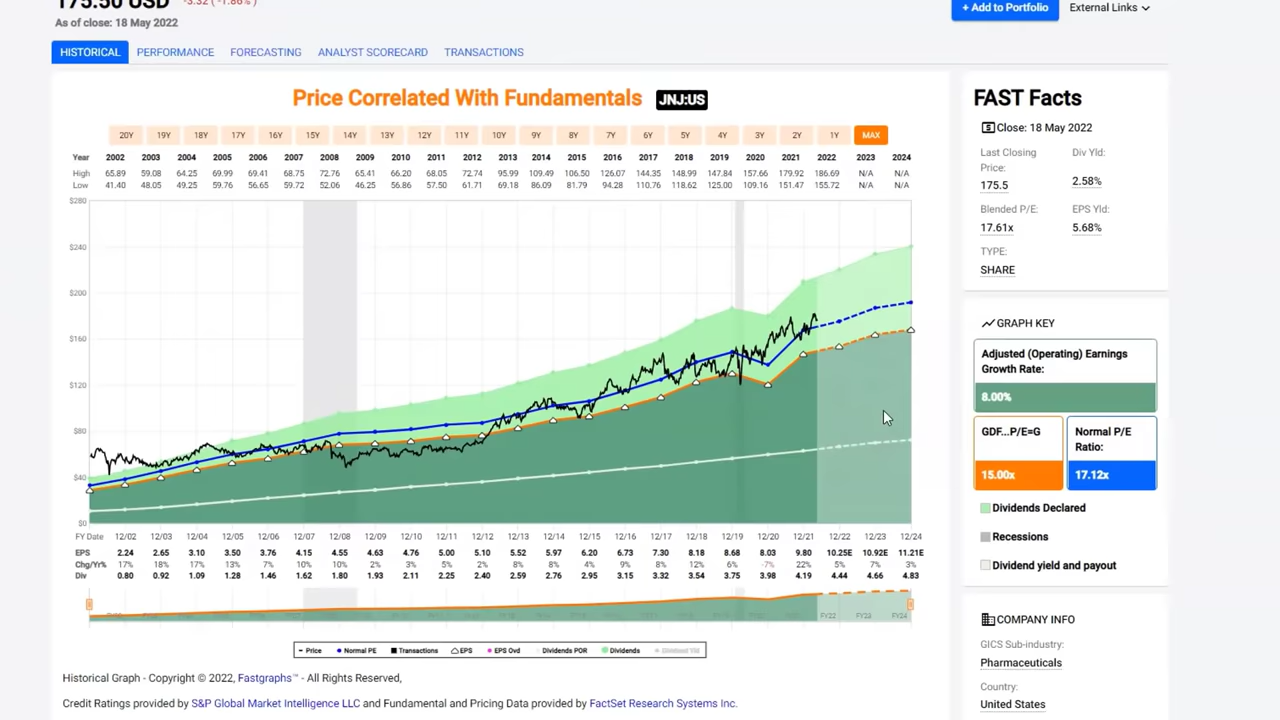 175.50 USD -3.32 (-1.86%)
As of close: 18 May 2022
+ Add to Portfolio External Links
HISTORICAL PERFORMANCE FORECASTING ANALYST SCORECARD TRANSACTIONS
Price Correlated With Fundamentals JNJ:US
20Y 19Y 18Y 17Y 16Y 15Y 14Y 13Y 12Y 11Y 10Y 9Y 8Y 7Y 6Y 5Y 4Y 3Y 2Y 1Y MAX
Year 2002 2003 2004 2005 2006 2007 2008 2009 2010 2011 2012 2013 2014 2015 2016 2017 2018 2019 2020 2021 2022 2023 2024
High 65.89 59.08 64.25 69.99 69.41 68.75 72.76 65.41 66.20 68.05 72.74 95.99 109.49 106.50 126.07 144.35 148.99 147.84 157.66 179.92 186.69 N/A N/A
Low 41.40 48.05 49.25 59.76 56.65 59.72 52.06 46.25 56.86 57.50 61.71 69.18 86.09 81.79 94.28 110.76 118.62 125.00 109.16 151.47 155.72 N/A N/A
$280
$240
$200
$160
$120
$80
$40
$0
FY Date 12/02 12/03 12/04 12/05 12/06 12/07 12/08 12/09 12/10 12/11 12/12 12/13 12/14 12/15 12/16 12/17 12/18 12/19 12/20 12/21 12/22 12/23 12/24
EPS 2.24 2.65 3.10 3.50 3.76 4.15 4.55 4.63 4.76 5.00 5.10 5.52 5.97 6.20 6.73 7.30 8.18 8.68 8.03 9.80 10.25E 10.92E 11.21E
Chg/Yr% 17% 18% 17% 13% 7% 10% 10% 2% 3% 5% 2% 8% 8% 4% 9% 8% 12% 6% -7% 22% 5% 7% 3%
Div 0.80 0.92 1.09 1.28 1.46 1.62 1.80 1.93 2.11 2.25 2.40 2.59 2.76 2.95 3.15 3.32 3.54 3.75 3.98 4.19 4.44 4.66 4.83
FY22 FY23 FY24
Price Normal PE Transactions EPS EPS Ovd Dividends POR Dividends Dividend Yld
Historical Graph - Copyright © 2022, Fastgraphs™ - All Rights Reserved,
Credit Ratings provided by S&P Global Market Intelligence LLC and Fundamental and Pricing Data provided by FactSet Research Systems Inc.
FAST Facts
Close: 18 May 2022
Last Closing Price: Div Yld:
175.5 2.58%
Blended P/E: EPS Yld:
17.61x 5.68%
TYPE:
SHARE
GRAPH KEY
Adjusted (Operating) Earnings
Growth Rate:
8.00%
GDF...P/E=G Normal P/E Ratio:
15.00x 17.12x
Dividends Declared
Recessions
Dividend yield and payout
COMPANY INFO
GICS Sub-industry:
Pharmaceuticals
Country:
United States